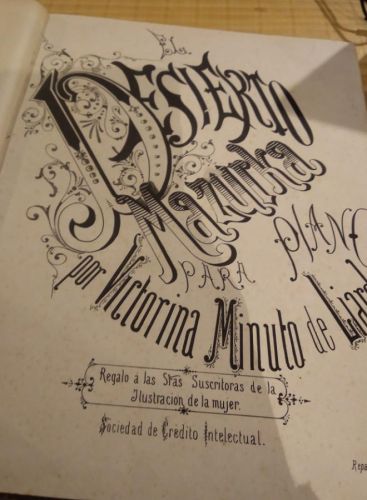 El
DESIERTO
Mazurka
PARA PIANO
por Victorina Minuto de
Regalo a las Stas Suscritoras de la
Ilustracion de la mujer.
Sociedad de Crédito Intelectual.